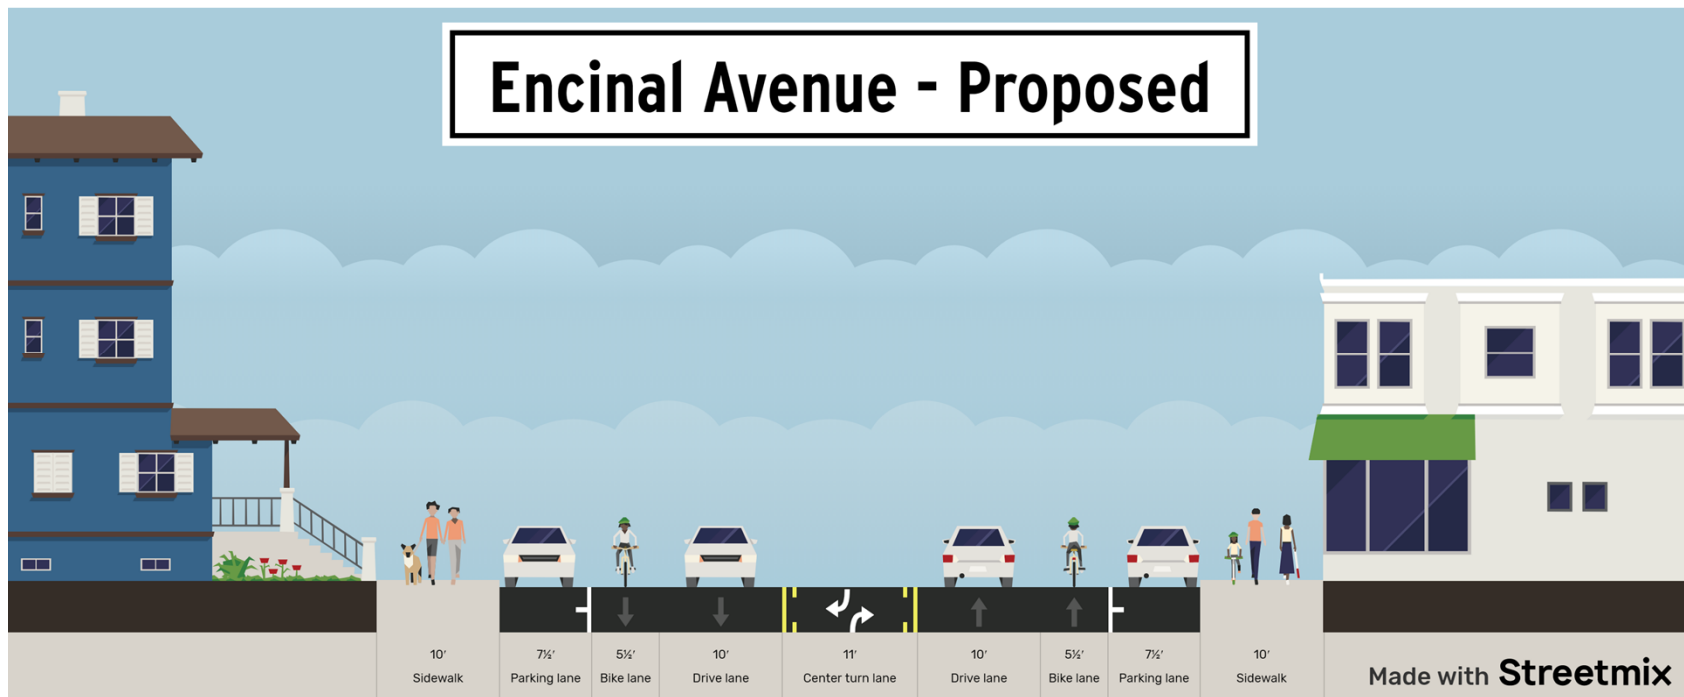 Encinal Avenue - Proposed
10′ 7½′ 5½′ 10′ 11′ 10′ 5½′ 7½′ 10′
Sidewalk Parking lane Bike lane Drive lane Center turn lane Drive lane Bike lane Parking lane Sidewalk
Made with Streetmix